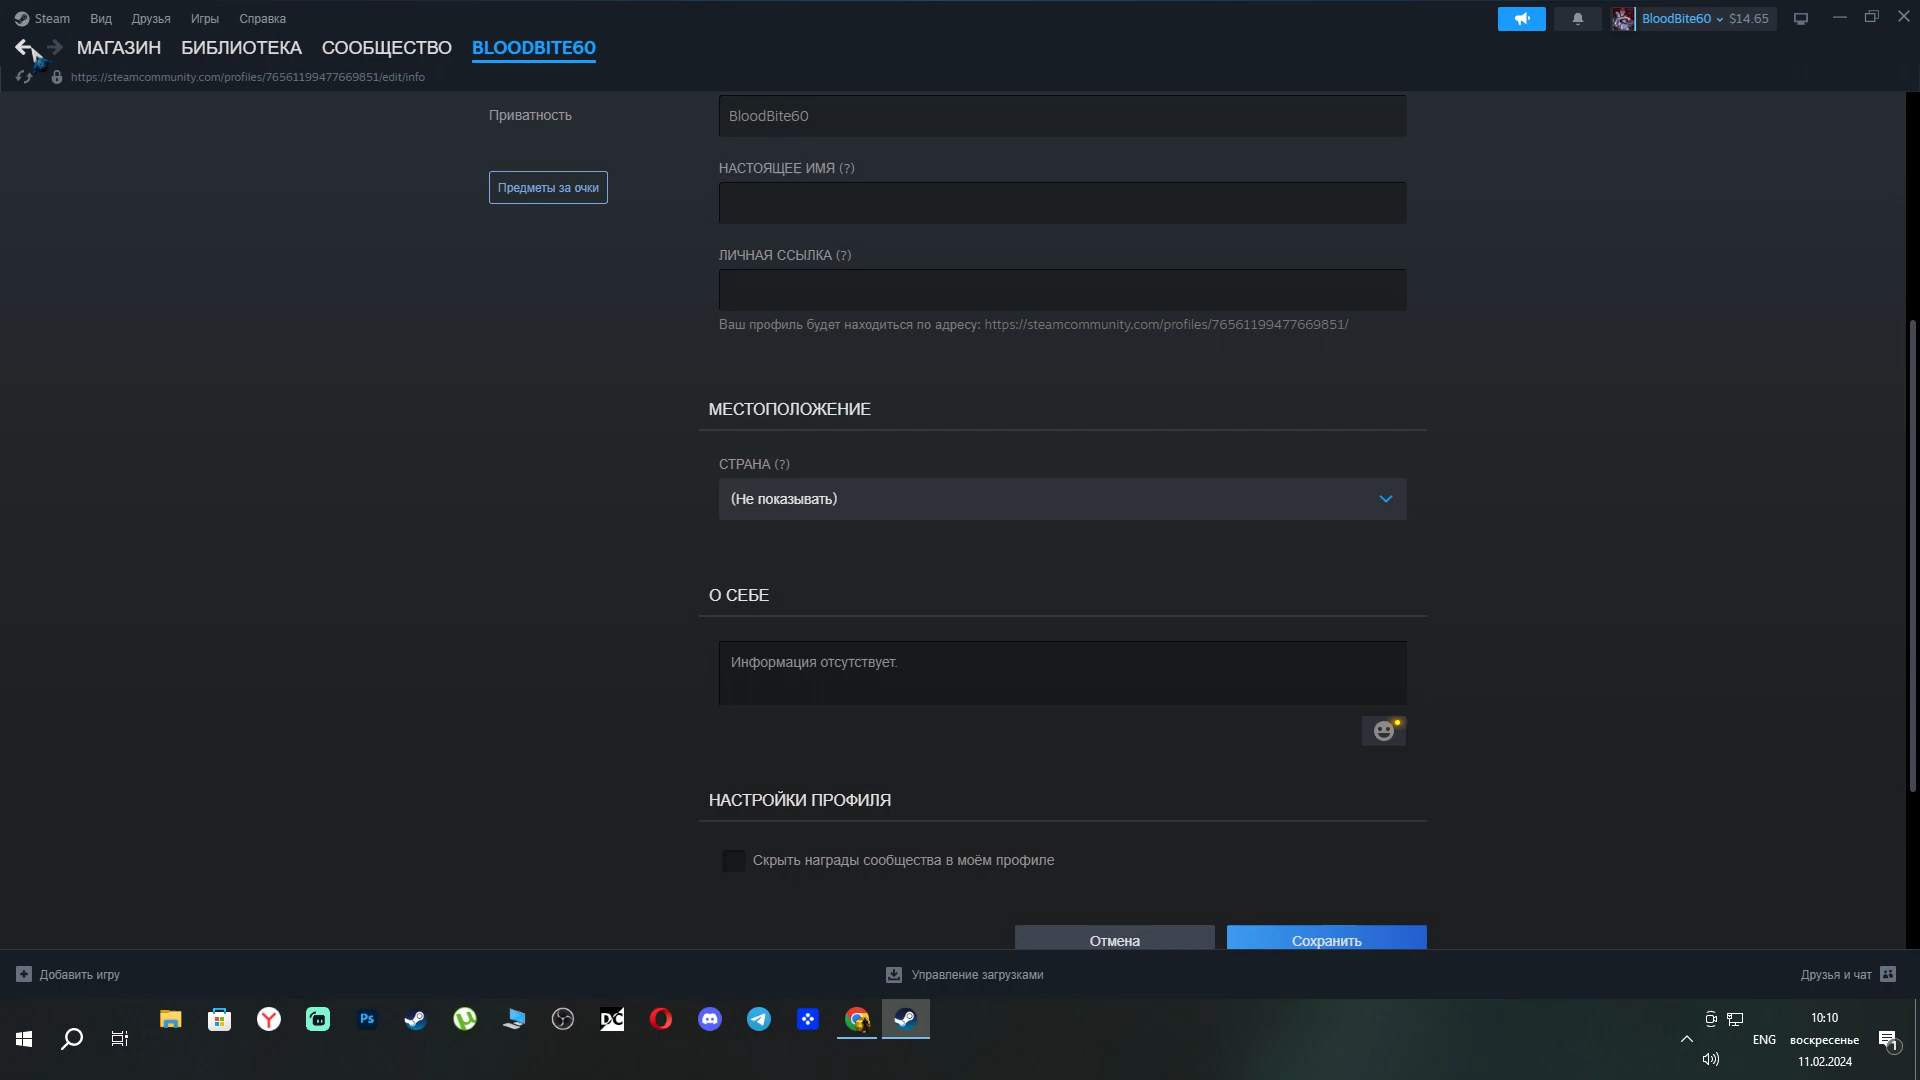 Steam Вид Друзья Игры Справка
BloodBite60 $14.65
МАГАЗИН БИБЛИОТЕКА СООБЩЕСТВО BLOODBITE60
https://steamcommunity.com/profiles/76561199477669851/edit/info
Приватность
BloodBite60
Предметы за очки
НАСТОЯЩЕЕ ИМЯ (?)
ЛИЧНАЯ ССЫЛКА (?)
Ваш профиль будет находиться по адресу: https://steamcommunity.com/profiles/76561199477669851/
МЕСТОПОЛОЖЕНИЕ
СТРАНА (?)
(Не показывать)
О СЕБЕ
Информация отсутствует.
НАСТРОЙКИ ПРОФИЛЯ
Скрыть награды сообщества в моём профиле
Отмена Сохранить
Добавить игру Управление загрузками Друзья и чат
Ps DC
10:10
ENG воскресенье 1
11.02.2024